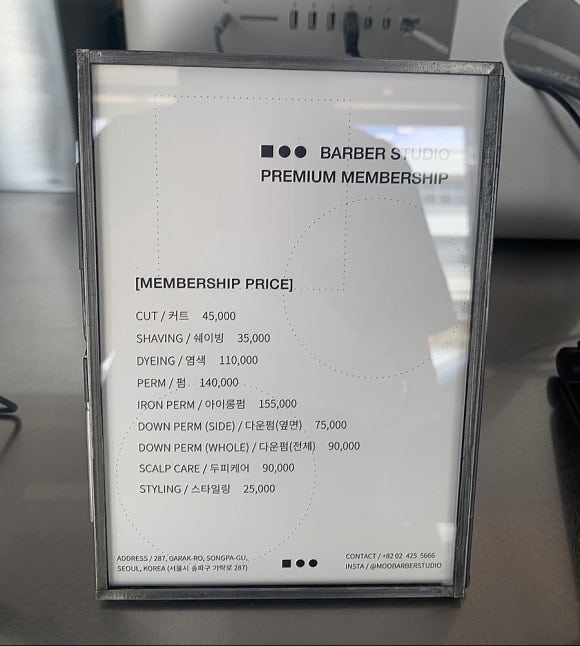 ■●● BARBER STUDIO
PREMIUM MEMBERSHIP
[MEMBERSHIP PRICE]
CUT / 커트 45,000
SHAVING / 쉐이빙 35,000
DYEING / 염색 110,000
PERM / 펌 140,000
IRON PERM / 아이롱펌 155,000
DOWN PERM (SIDE) / 다운펌(옆면) 75,000
DOWN PERM (WHOLE) / 다운펌(전체) 90,000
SCALP CARE / 두피케어 90,000
STYLING / 스타일링 25,000
ADDRESS / 287, GARAK-RO, SONGPA-GU,
SEOUL, KOREA (서울시 송파구 가락로 287)
■●●
CONTACT / +82 02 425 5666
INSTA / @MOOBARBERSTUDIO